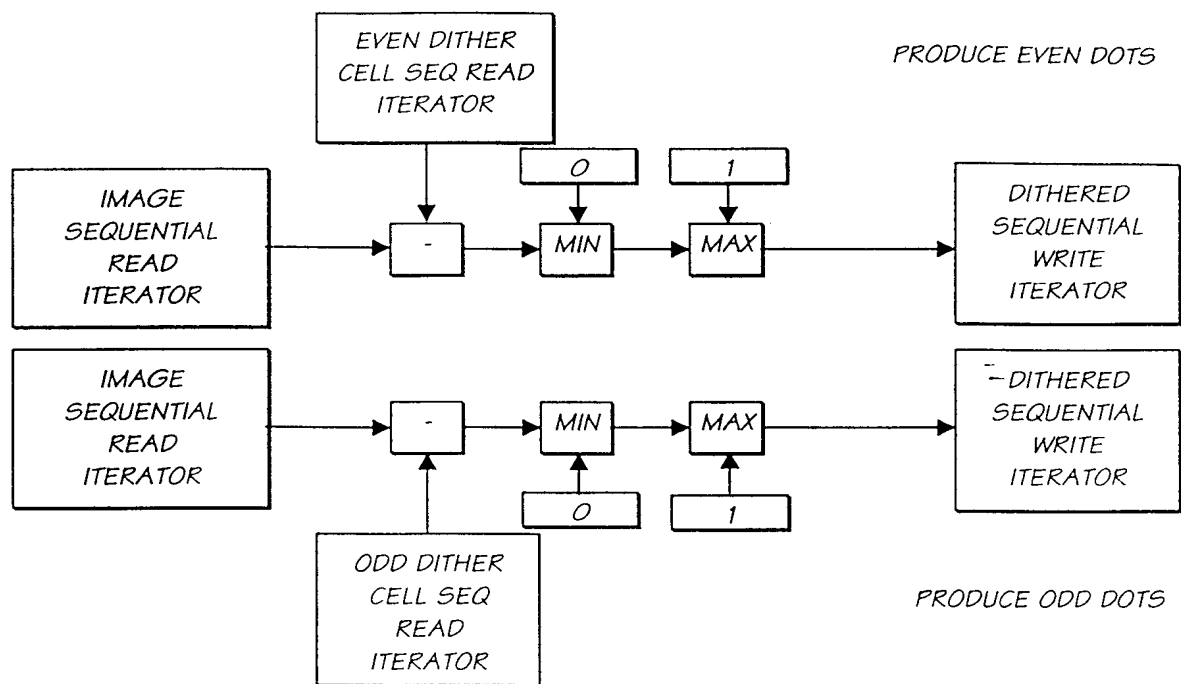 EVEN DITHER
CELL SEQ READ
ITERATOR
PRODUCE EVEN DOTS
IMAGE
SEQUENTIAL
READ
ITERATOR
-
0
MIN
1
MAX
DITHERED
SEQUENTIAL
WRITE
ITERATOR
IMAGE
SEQUENTIAL
READ
ITERATOR
-
MIN
0
MAX
1
DITHERED
SEQUENTIAL
WRITE
ITERATOR
ODD DITHER
CELL SEQ
READ
ITERATOR
PRODUCE ODD DOTS